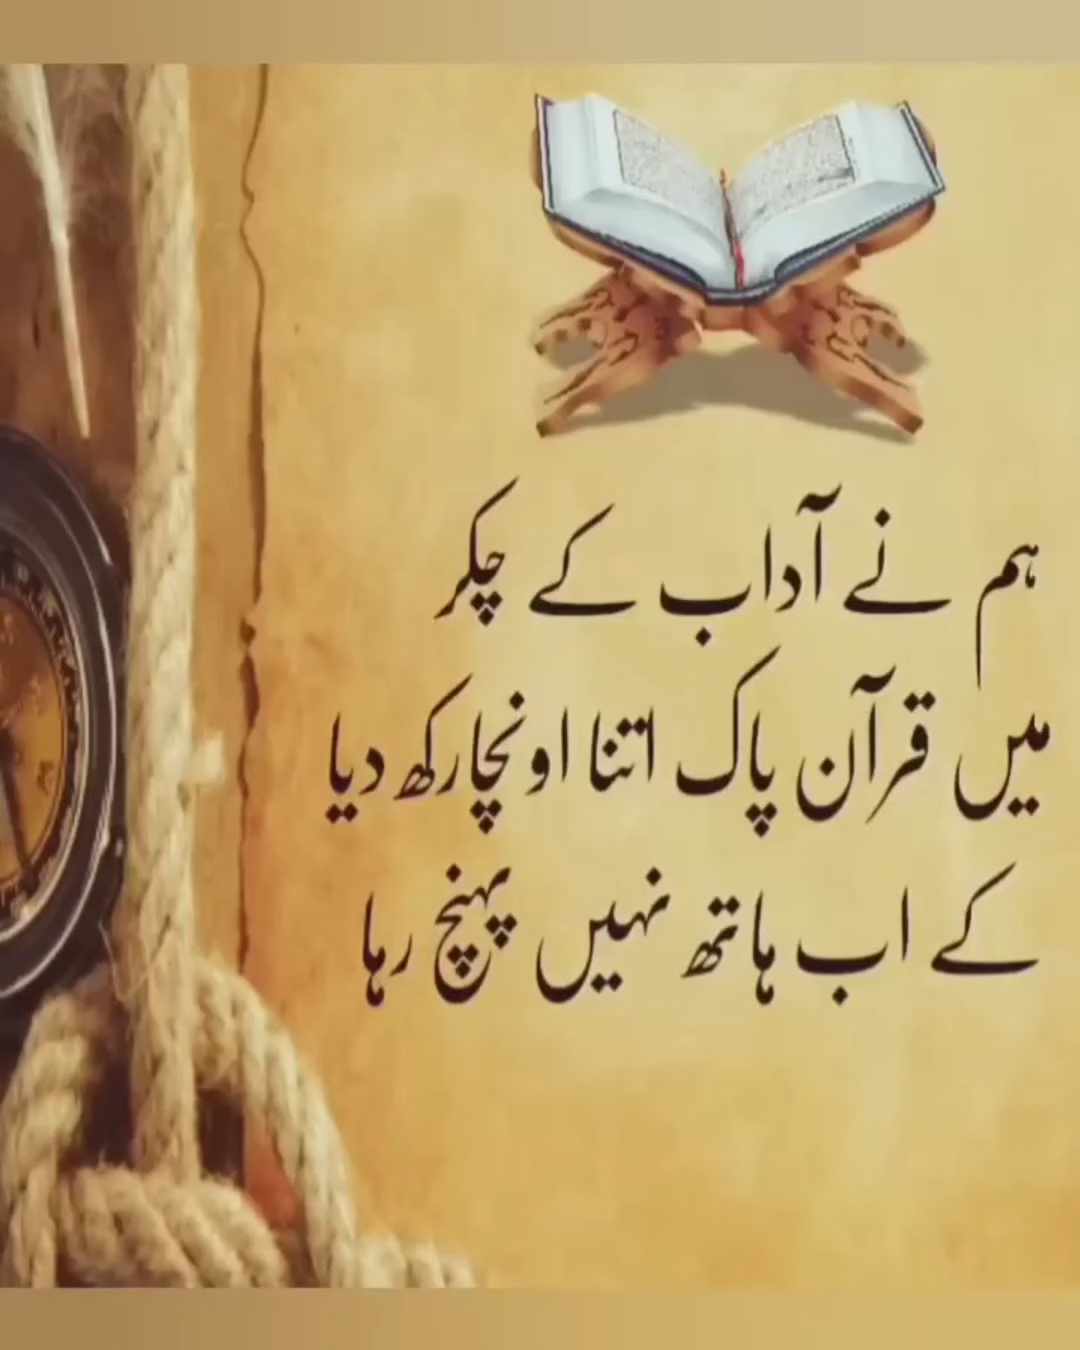 ہم نے آداب کے چکر
میں قرآن پاک اتنا اونچا رکھ دیا
کے اب ہاتھ نہیں پہنچ رہا